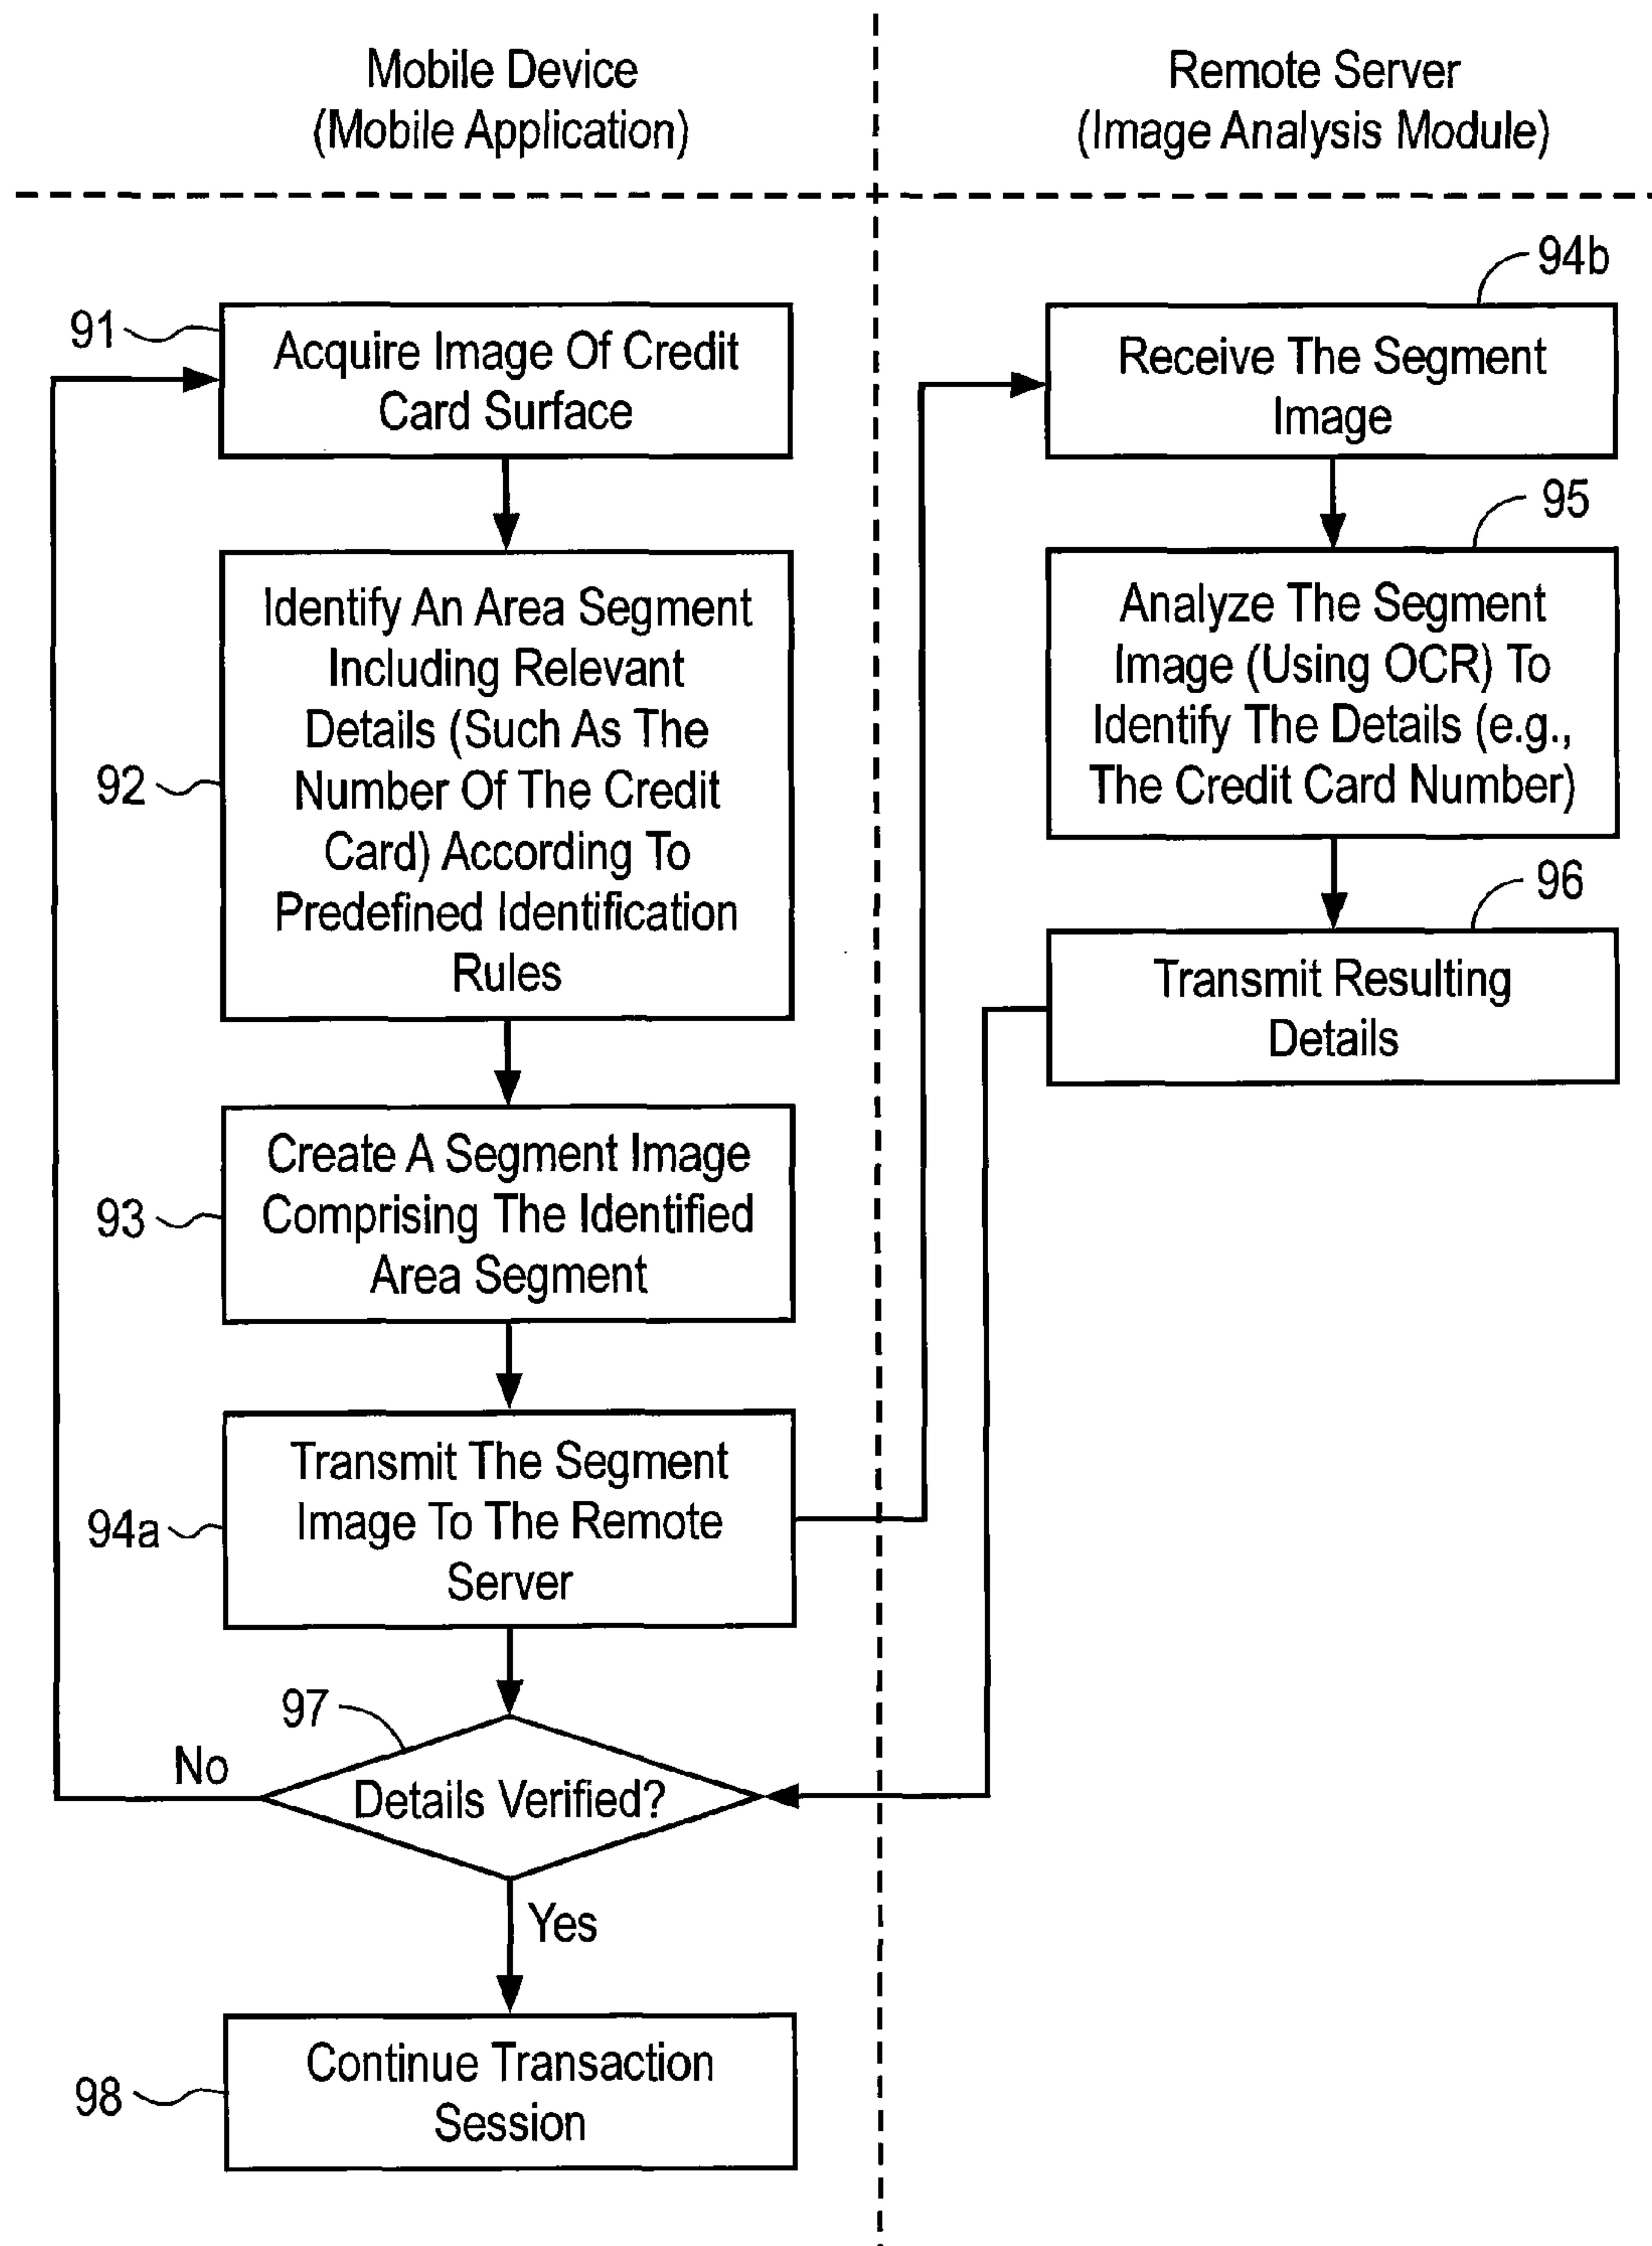 Mobile Device
(Mobile Application)
Remote Server
(Image Analysis Module)
91
Acquire Image Of Credit
Card Surface
92
Identify An Area Segment
Including Relevant
Details (Such As The
Number Of The Credit
Card) According To
Predefined Identification
Rules
93
Create A Segment Image
Comprising The Identified
Area Segment
94a
Transmit The Segment
Image To The Remote
Server
97
No
Details Verified?
Yes
98
Continue Transaction
Session
94b
Receive The Segment
Image
95
Analyze The Segment
Image (Using OCR) To
Identify The Details (e.g.,
The Credit Card Number)
96
Transmit Resulting
Details